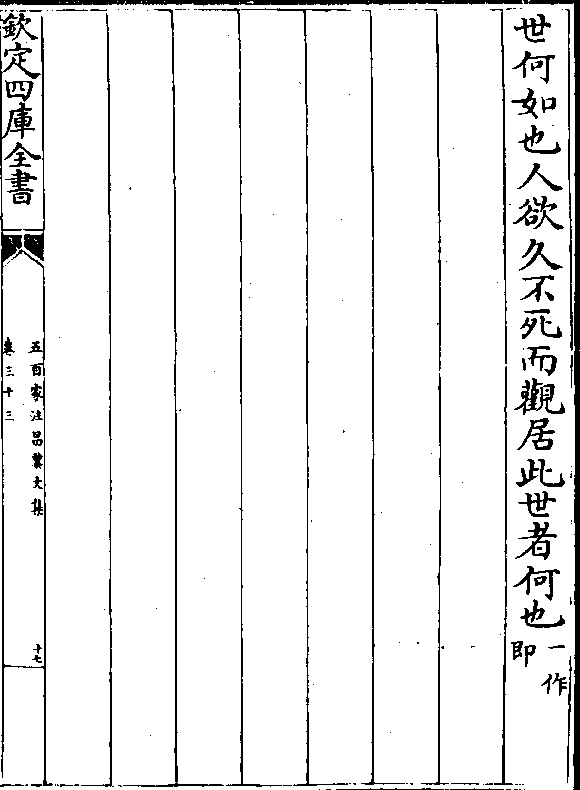 世何如也人欲久不死而觀居此世者何也一作即
欽定四庫全書
五百家注昌黎文集
卷三十三
十七